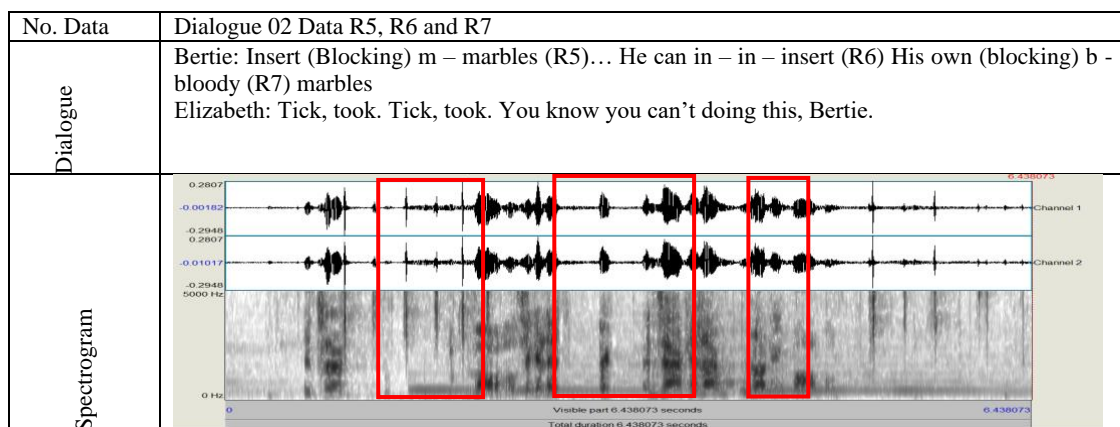 No. Data
Dialogue 02 Data R5, R6 and R7
Dialogue
Bertie: Insert (Blocking) m – marbles (R5)… He can in – in – insert (R6) His own (blocking) b -
bloody (R7) marbles
Elizabeth: Tick, took. Tick, took. You know you can’t doing this, Bertie.
Spectrogram
6.438073
0.2807
-0.00182
Channel 1
-0.2948
0.2807
-0.01017
Channel 2
-0.2948
5000 Hz
0 Hz
0
Visible part 6.438073 seconds
6.438073
Total duration 6.438073 seconds